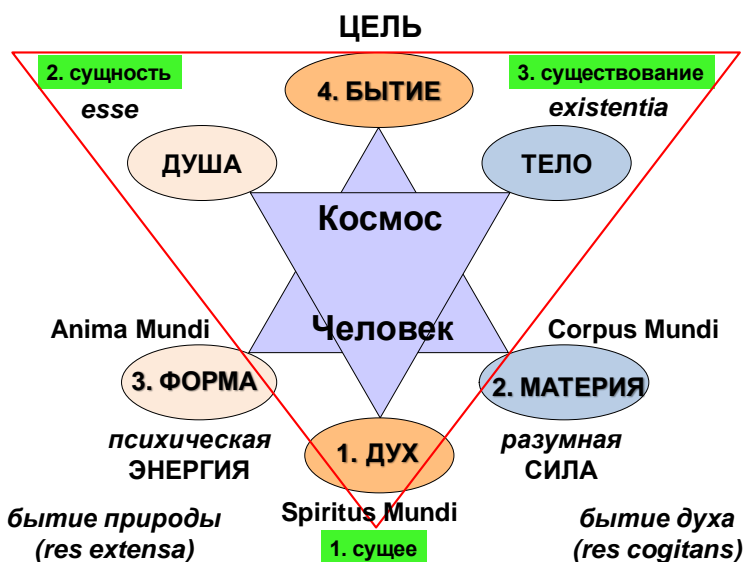 ЦЕЛЬ
2. сущность
3. существование
esse
4. БЫТИЕ
existentia
ДУША
ТЕЛО
Космос
Человек
Anima Mundi
Corpus Mundi
3. ФОРМА
2. МАТЕРИЯ
психическая
ЭНЕРГИЯ
1. ДУХ
разумная
СИЛА
Spiritus Mundi
бытие природы
(res extensa)
1. сущее
бытие духа
(res cogitans)